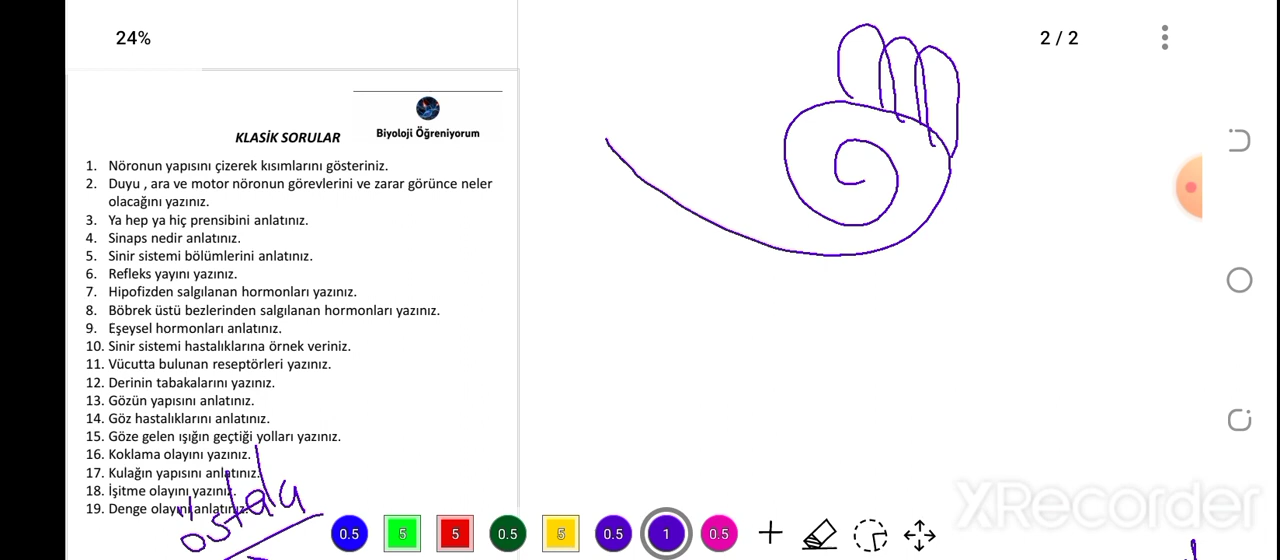 24%
2 / 2
Biyoloji Öğreniyorum
KLASİK SORULAR
1. Nöronun yapısını çizerek kısımlarını gösteriniz.
2. Duyu , ara ve motor nöronun görevlerini ve zarar görünce neler
olacağını yazınız.
3. Ya hep ya hiç prensibini anlatınız.
4. Sinaps nedir anlatınız.
5. Sinir sistemi bölümlerini anlatınız.
6. Refleks yayını yazınız.
7. Hipofizden salgılanan hormonları yazınız.
8. Böbrek üstü bezlerinden salgılanan hormonları yazınız.
9. Eşeysel hormonları anlatınız.
10. Sinir sistemi hastalıklarına örnek veriniz.
11. Vücutta bulunan reseptörleri yazınız.
12. Derinin tabakalarını yazınız.
13. Gözün yapısını anlatınız.
14. Göz hastalıklarını anlatınız.
15. Göze gelen ışığın geçtiği yolları yazınız.
16. Koklama olayını yazınız.
17. Kulağın yapısını anlatınız.
18. İşitme olayını yazınız.
19. Denge olayını anlatınız.
0.5 5 5 0.5 5 0.5 1 0.5
XRecorder